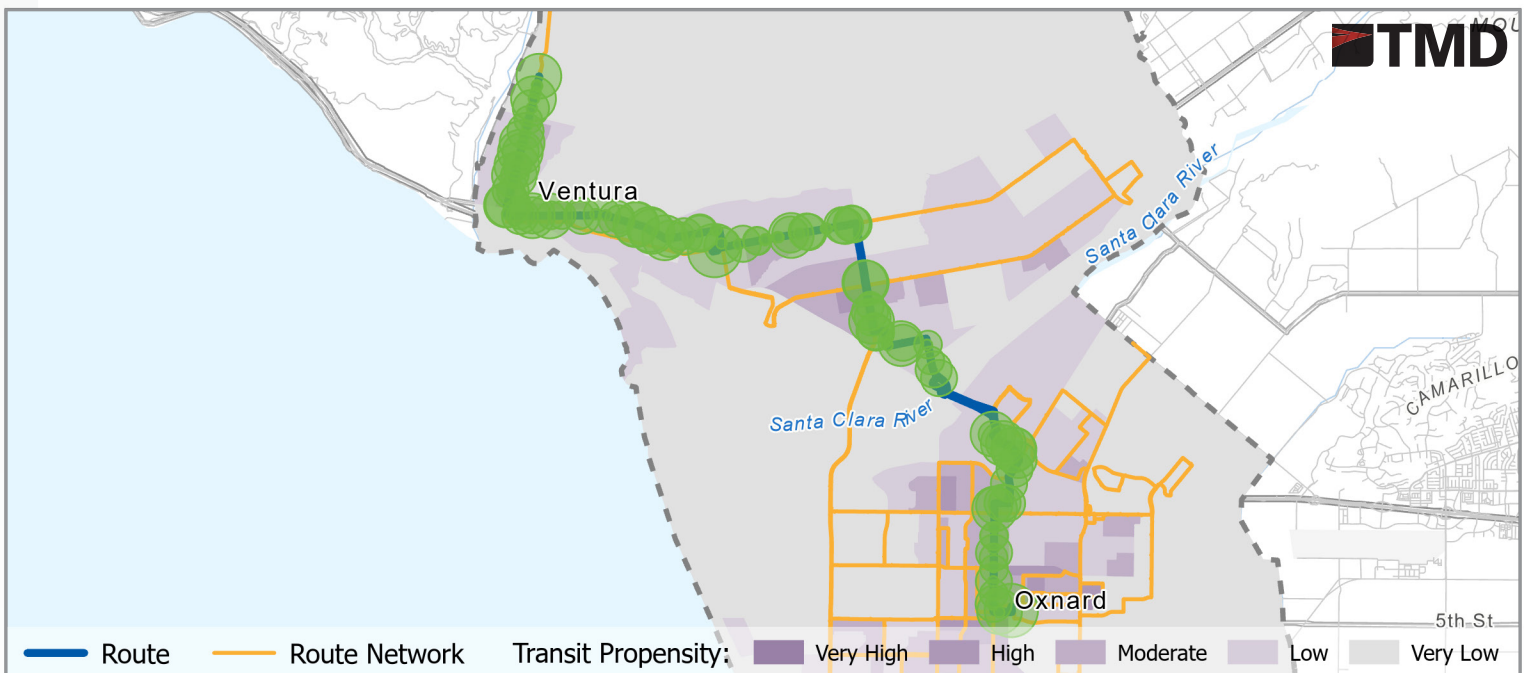 MOU
TMD
Ventura
Santa Clara River
Santa Clara River
CAMARILLO
Oxnard
5th St
Route
Route Network
Transit Propensity:
Very High
High
Moderate
Low
Very Low